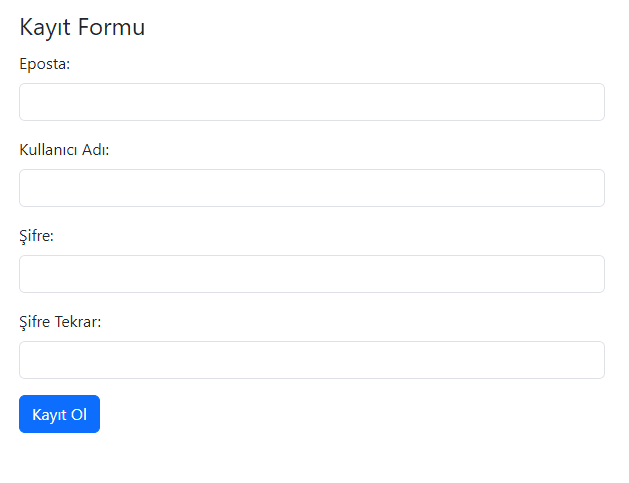 Kayıt Formu
Eposta:
Kullanıcı Adı:
Şifre:
Şifre Tekrar:
Kayıt Ol